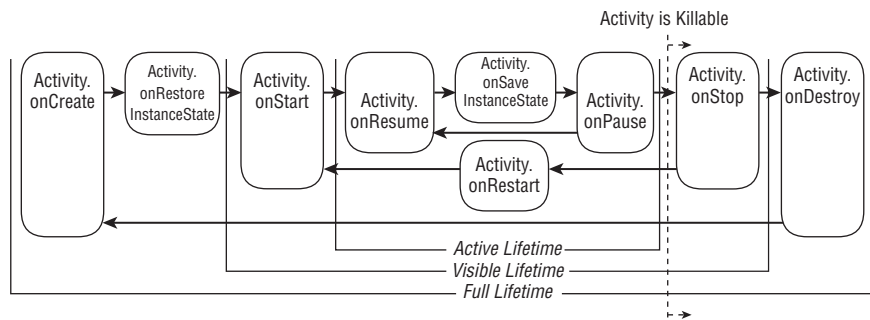 Activity is Killable
Activity.
onCreate
Activity.
onRestore
InstanceState
Activity.
onStart
Activity.
onResume
Activity.
onSave
InstanceState
Activity.
onPause
Activity.
onStop
Activity.
onDestroy
Activity.
onRestart
Active Lifetime
Visible Lifetime
Full Lifetime